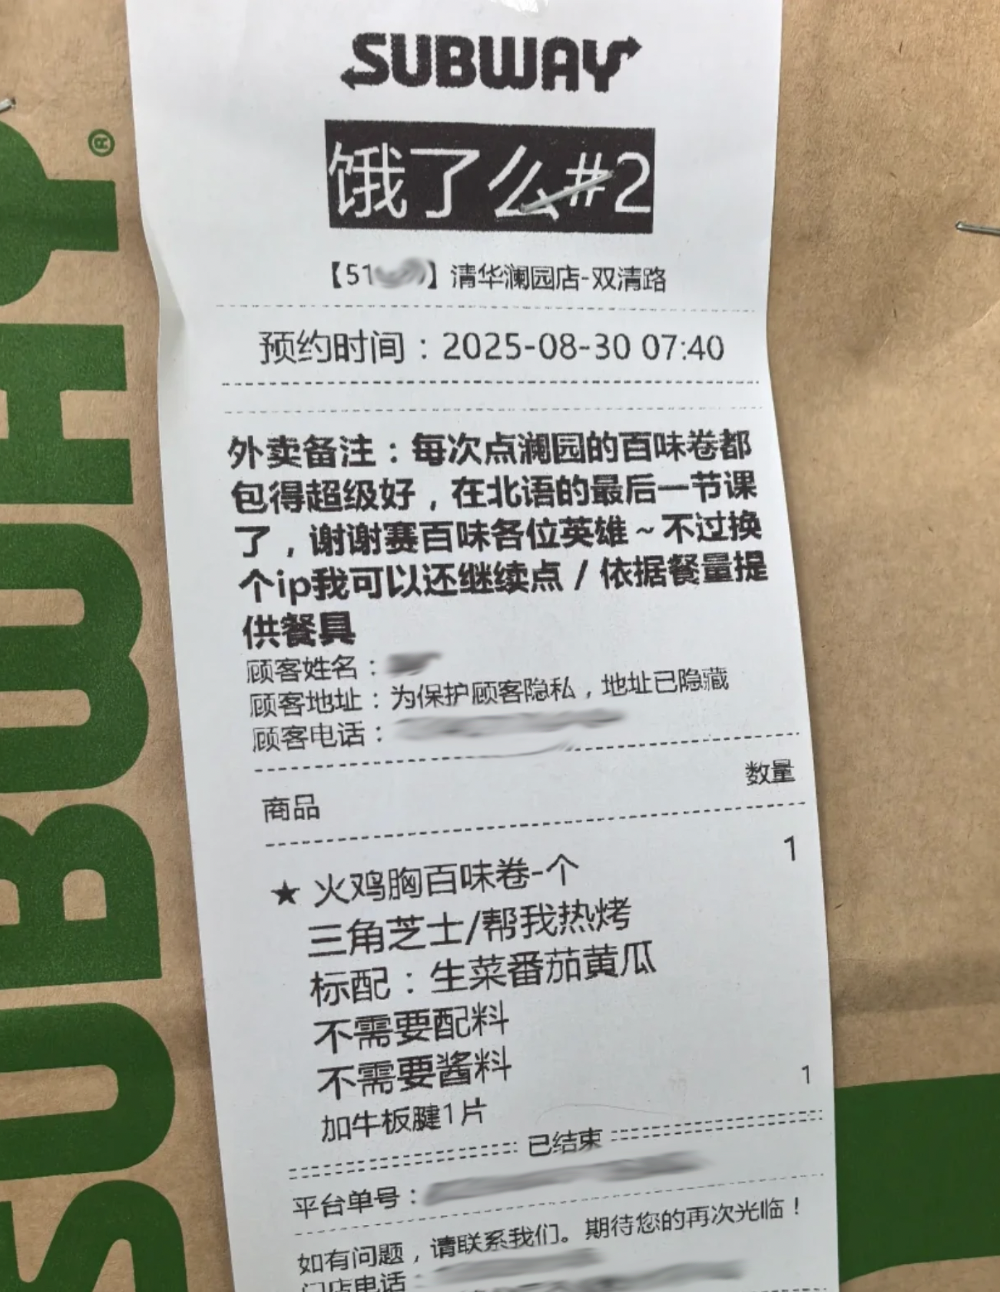 SUBWAY
饿了么#2
【51 】清华澜园店-双清路
预约时间：2025-08-30 07:40
外卖备注：每次点澜园的百味卷都
包得超级好，在北语的最后一节课
了，谢谢赛百味各位英雄～不过换
个ip我可以还继续点 / 依据餐量提
供餐具
顾客姓名：
顾客地址：为保护顾客隐私，地址已隐藏
顾客电话：
商品 数量
★ 火鸡胸百味卷-个 1
三角芝士/帮我热烤
标配：生菜番茄黄瓜
不需要配料
不需要酱料
加牛板腱1片 1
已结束
平台单号：
如有问题，请联系我们。期待您的再次光临！
门店电话：
SUBWAY
®